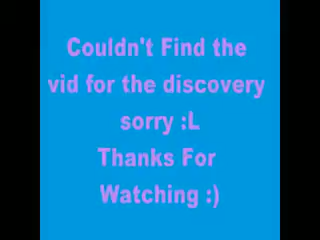 Couldn't Find the
vid for the discovery
sorry :L
Thanks For
Watching :)